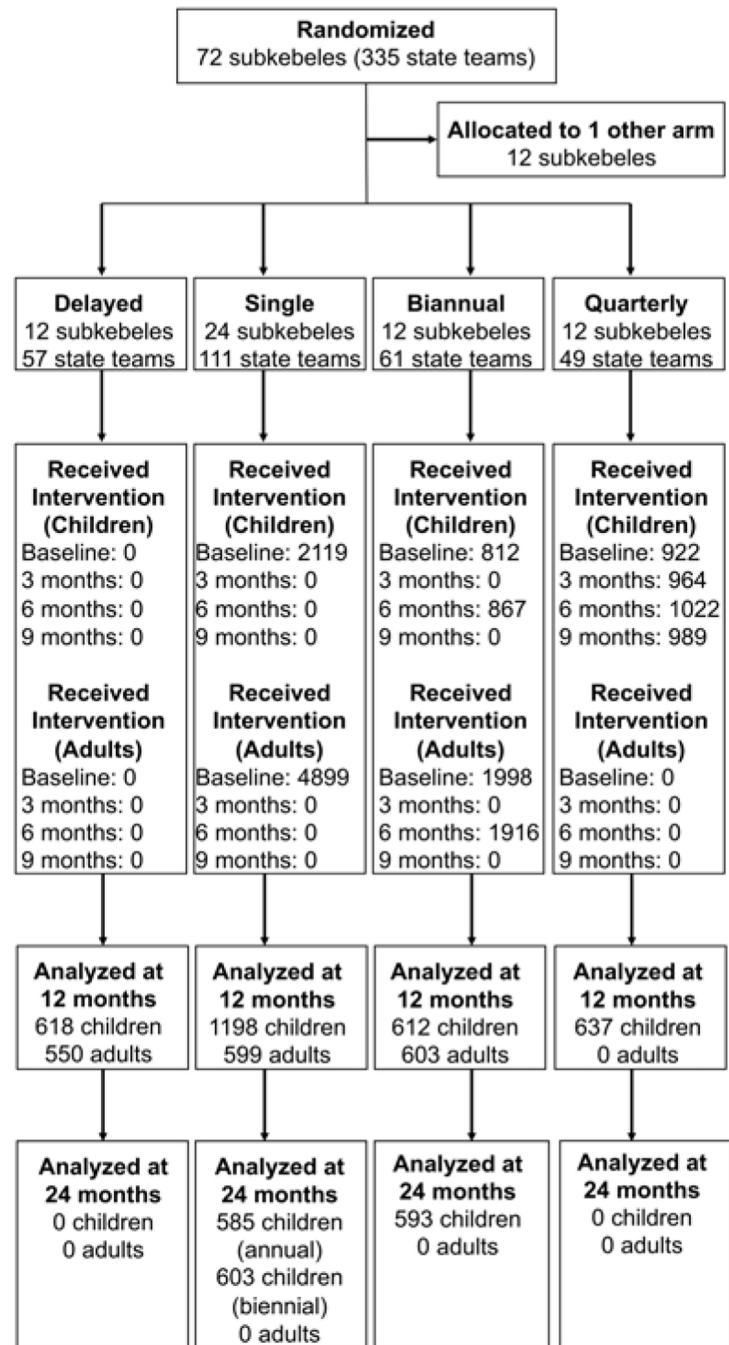 Randomized
72 subkebeles (335 state teams)
Allocated to 1 other arm
12 subkebeles
Delayed
12 subkebeles
57 state teams
Single
24 subkebeles
111 state teams
Biannual
12 subkebeles
61 state teams
Quarterly
12 subkebeles
49 state teams
Received
Intervention
(Children)
Baseline: 0
3 months: 0
6 months: 0
9 months: 0
Received
Intervention
(Adults)
Baseline: 0
3 months: 0
6 months: 0
9 months: 0
Received
Intervention
(Children)
Baseline: 2119
3 months: 0
6 months: 0
9 months: 0
Received
Intervention
(Adults)
Baseline: 4899
3 months: 0
6 months: 0
9 months: 0
Received
Intervention
(Children)
Baseline: 812
3 months: 0
6 months: 867
9 months: 0
Received
Intervention
(Adults)
Baseline: 1998
3 months: 0
6 months: 1916
9 months: 0
Received
Intervention
(Children)
Baseline: 922
3 months: 964
6 months: 1022
9 months: 989
Received
Intervention
(Adults)
Baseline: 0
3 months: 0
6 months: 0
9 months: 0
Analyzed at
12 months
618 children
550 adults
Analyzed at
12 months
1198 children
599 adults
Analyzed at
12 months
612 children
603 adults
Analyzed at
12 months
637 children
0 adults
Analyzed at
24 months
0 children
0 adults
Analyzed at
24 months
585 children
(annual)
603 children
(biennial)
0 adults
Analyzed at
24 months
593 children
0 adults
Analyzed at
24 months
0 children
0 adults